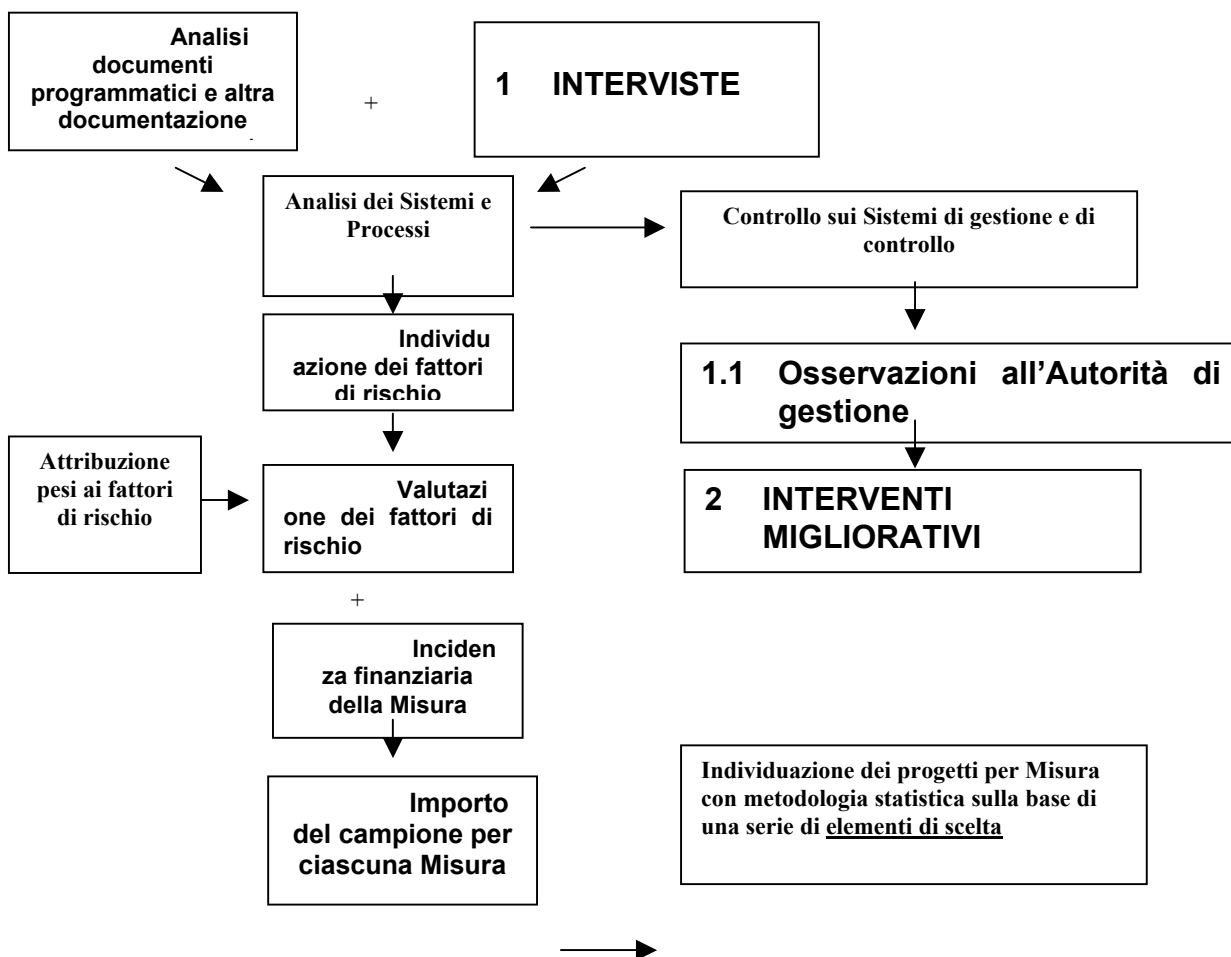 Analisi
documenti
programmatici e altra
documentazione
+
1 INTERVISTE
Analisi dei Sistemi e
Processi
Controllo sui Sistemi di gestione e di
controllo
Individu
azione dei fattori
di rischio
1.1 Osservazioni all'Autorità di
gestione
Attribuzione
pesi ai fattori
di rischio
Valutazi
one dei fattori di
rischio
2 INTERVENTI
MIGLIORATIVI
+
Inciden
za finanziaria
della Misura
Importo
del campione per
ciascuna Misura
Individuazione dei progetti per Misura
con metodologia statistica sulla base di
una serie di elementi di scelta